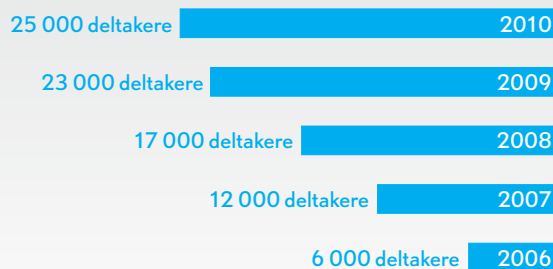 25 000 deltakere 2010
23 000 deltakere 2009
17 000 deltakere 2008
12 000 deltakere 2007
6 000 deltakere 2006